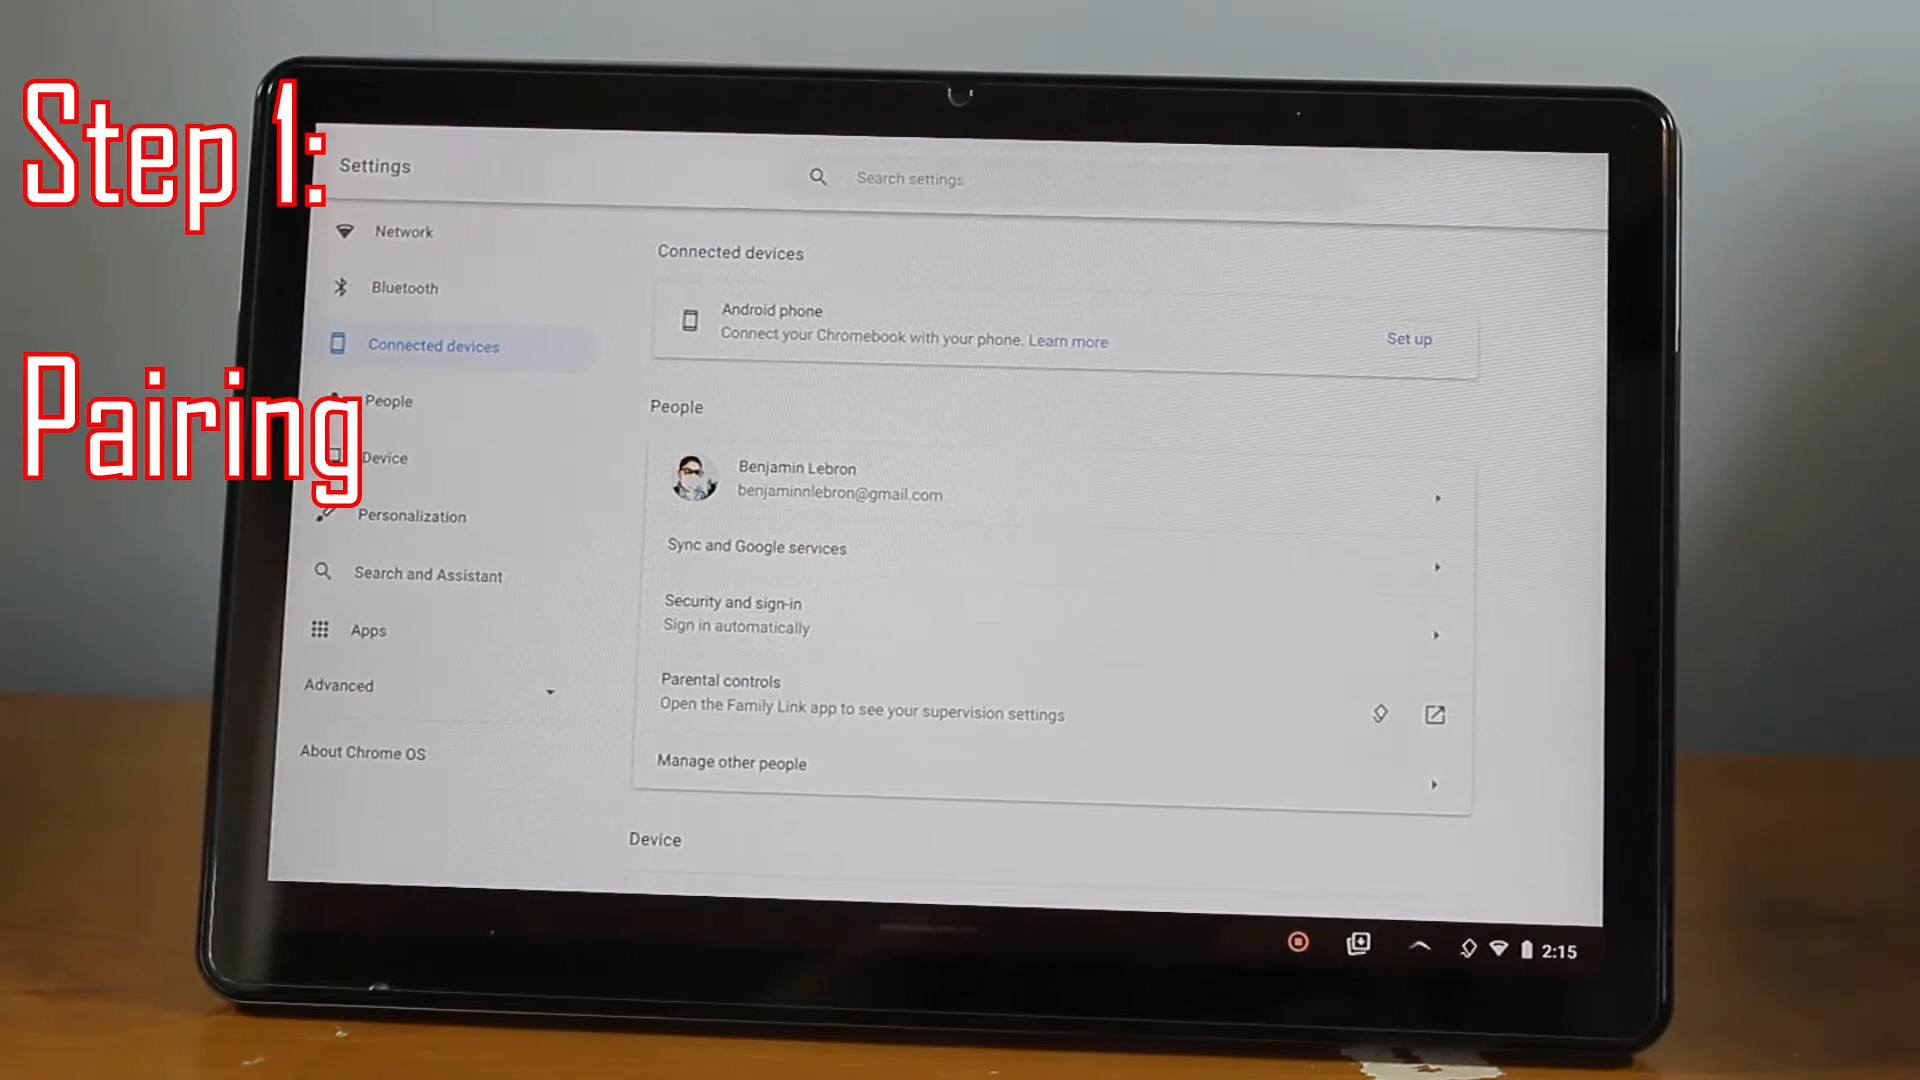 Step 1:
Pairing
Settings
Search settings
Network
Bluetooth
Connected devices
People
Device
Personalization
Search and Assistant
Apps
Advanced
About Chrome OS
Connected devices
Android phone
Connect your Chromebook with your phone. Learn more
Set up
People
Benjamin Lebron
benjaminnlebron@gmail.com
Sync and Google services
Security and sign-in
Sign in automatically
Parental controls
Open the Family Link app to see your supervision settings
Manage other people
Device
2:15